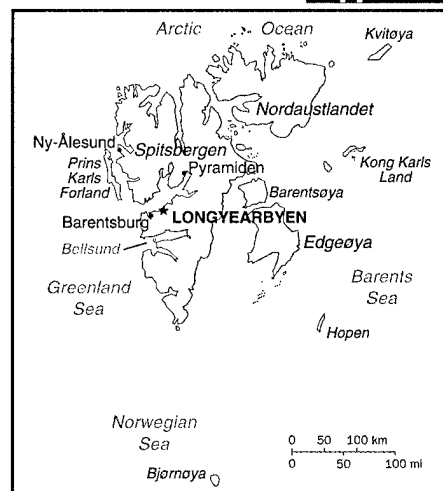 Arctic Ocean
Kvitøya
Nordaustlandet
Ny-Ålesund
Spitsbergen
Prins
Karls
Forland
Pyramiden
Kong Karls
Land
Barentsøya
Barentsburg
LONGYEARBYEN
Edgeøya
Bellsund
Greenland
Sea
Barents
Sea
Hopen
Norwegian
Sea
0 50 100 km
0 50 100 mi
Bjørnøya